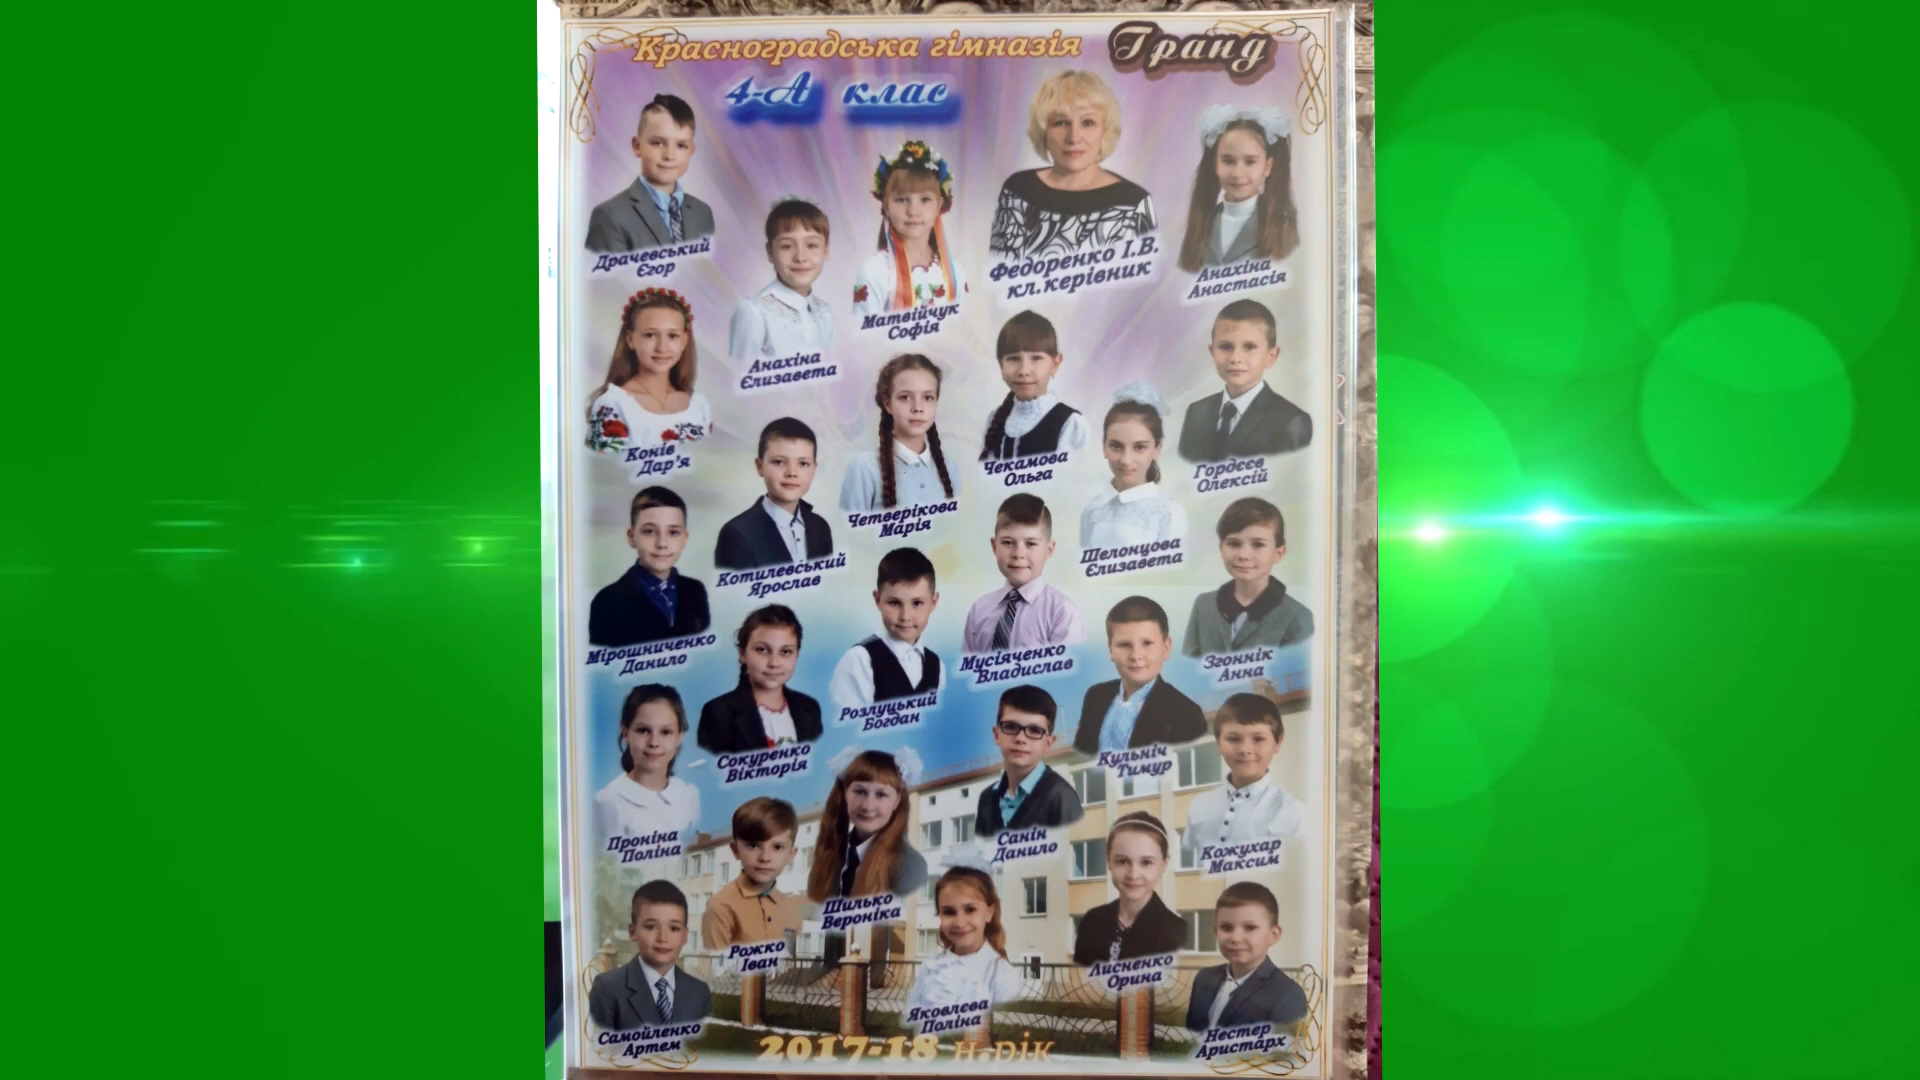 Красноградська гімназія Гранд
4-А клас
Драчевський
Єгор
Анахіна
Єлизавета
Матвійчук
Софія
Федоренко І.В.
кл.керівник
Анахіна
Анастасія
Конів
Дар'я
Котилевський
Ярослав
Четверікова
Марія
Чекамова
Ольга
Шелонцова
Єлизавета
Гордєєв
Олексій
Мірошниченко
Данило
Сокуренко
Вікторія
Розлуцький
Богдан
Мусіяченко
Владислав
Кульніч
Тимур
Згоннік
Анна
Проніна
Поліна
Рожко
Іван
Шилько
Вероніка
Санін
Данило
Лисненко
Орина
Кожухар
Максим
Самойленко
Артем
Яковлєва
Поліна
Нестер
Аристарх
2017-18 н.рік